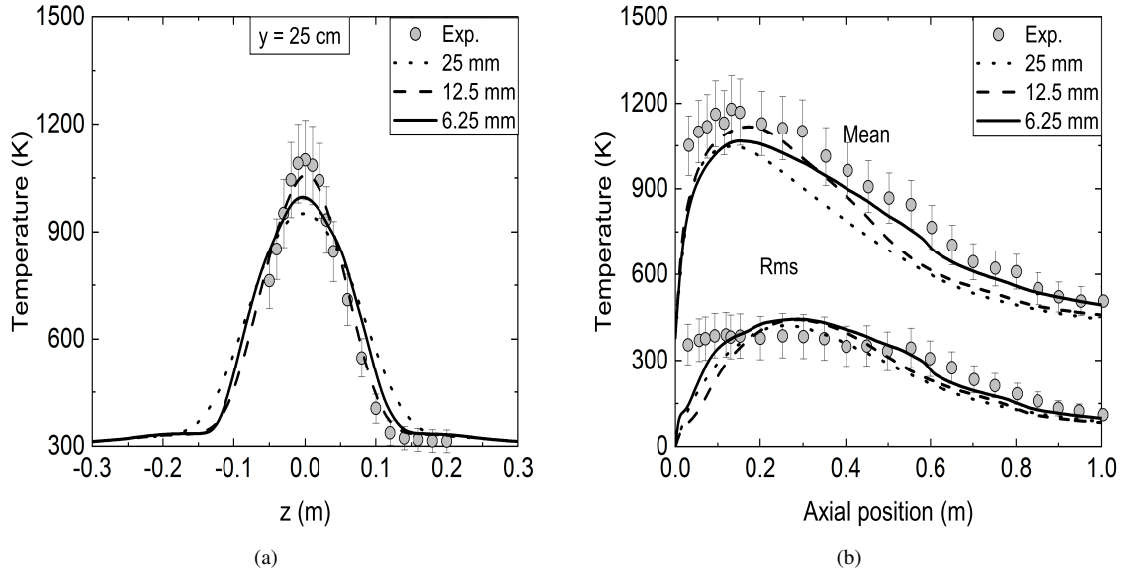 y = 25 cm
Exp.
25 mm
12.5 mm
6.25 mm
1500
1200
900
600
300
Temperature (K)
-0.3 -0.2 -0.1 0.0 0.1 0.2 0.3
z (m)
(a)
Exp.
25 mm
12.5 mm
6.25 mm
Mean
Rms
1500
1200
900
600
300
0
Temperature (K)
0.0 0.2 0.4 0.6 0.8 1.0
Axial position (m)
(b)